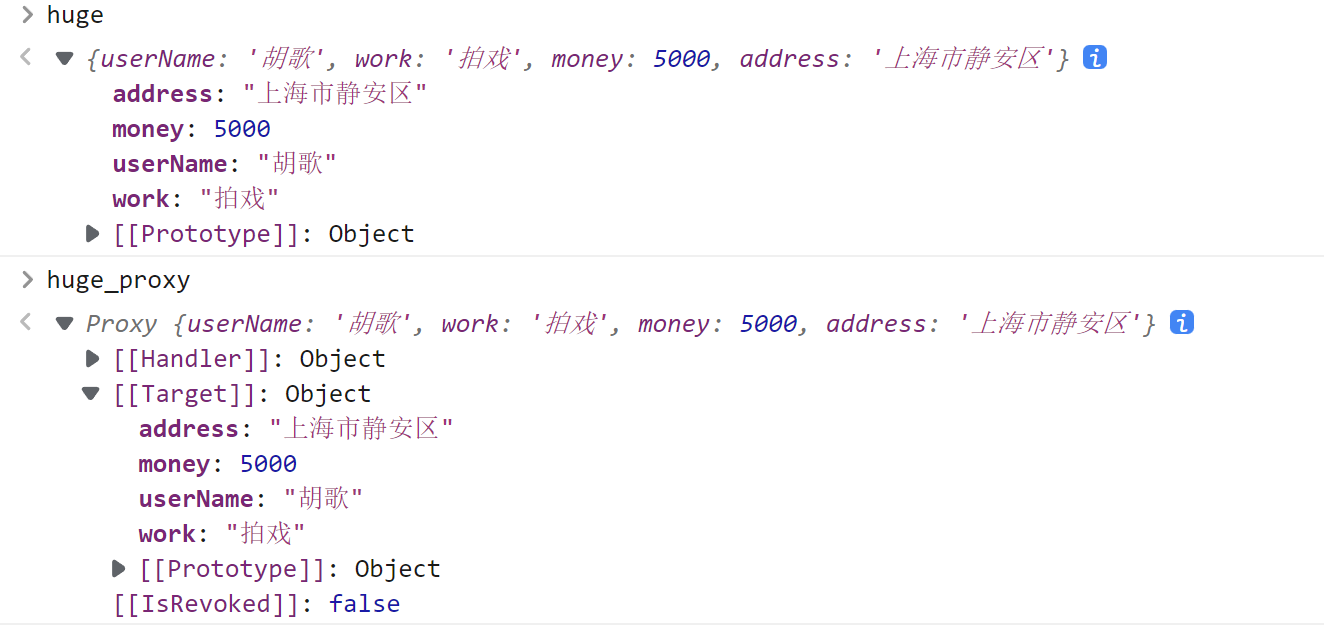 > huge
< ▼ {userName: '胡歌', work: '拍戏', money: 5000, address: '上海市静安区'} i
address: "上海市静安区"
money: 5000
userName: "胡歌"
work: "拍戏"
▶ [[Prototype]]: Object
> huge_proxy
< ▼ Proxy {userName: '胡歌', work: '拍戏', money: 5000, address: '上海市静安区'} i
▶ [[Handler]]: Object
▼ [[Target]]: Object
address: "上海市静安区"
money: 5000
userName: "胡歌"
work: "拍戏"
▶ [[Prototype]]: Object
[[IsRevoked]]: false